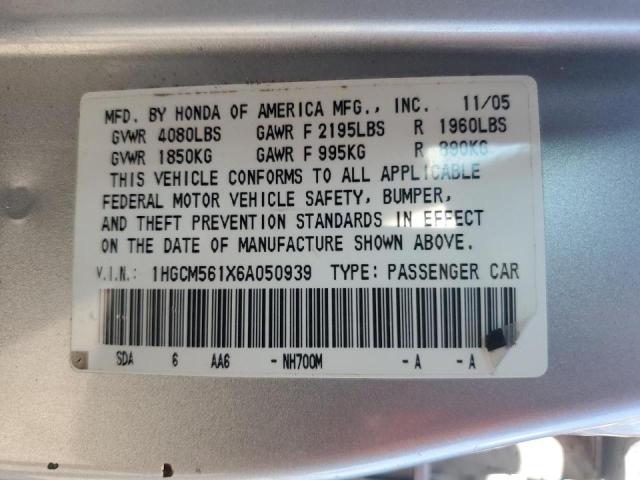 MFD. BY HONDA OF AMERICA MFG., INC. 11/05
GVWR 4080LBS GAWR F 2195LBS R 1960LBS
GVWR 1850KG GAWR F 995KG R 890KG
THIS VEHICLE CONFORMS TO ALL APPLICABLE
FEDERAL MOTOR VEHICLE SAFETY, BUMPER,
AND THEFT PREVENTION STANDARDS IN EFFECT
ON THE DATE OF MANUFACTURE SHOWN ABOVE.
V.I.N.: 1HGCM561X6A050939 TYPE: PASSENGER CAR
SDA 6 AA6 - NH700M - A - A